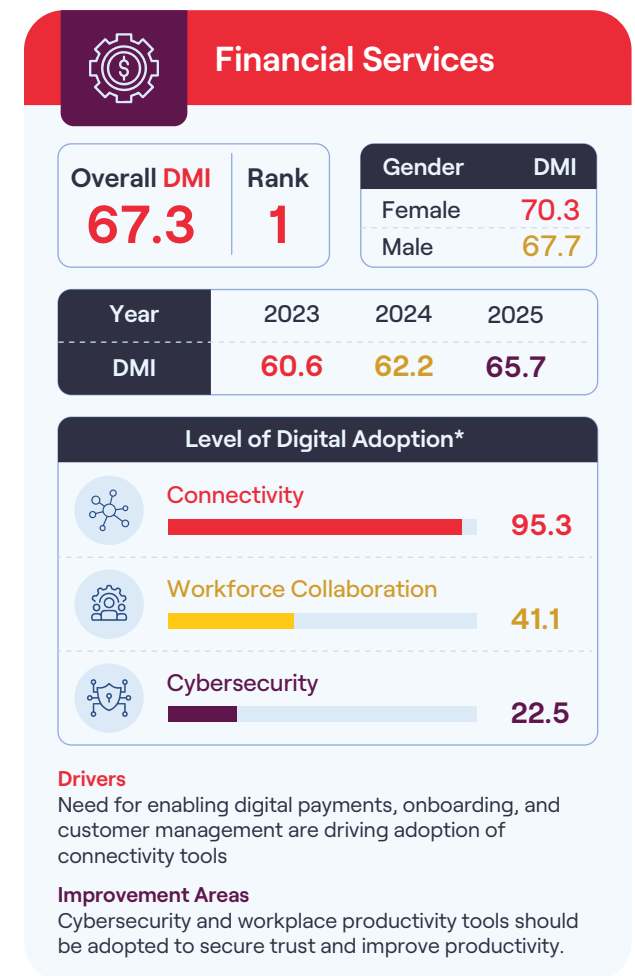 $
Financial Services
Overall DMI
67.3
Rank
1
Gender DMI
Female 70.3
Male 67.7
Year 2023 2024 2025
DMI 60.6 62.2 65.7
Level of Digital Adoption*
Connectivity
95.3
Workforce Collaboration
41.1
Cybersecurity
22.5
Drivers
Need for enabling digital payments, onboarding, and
customer management are driving adoption of
connectivity tools
Improvement Areas
Cybersecurity and workplace productivity tools should
be adopted to secure trust and improve productivity.